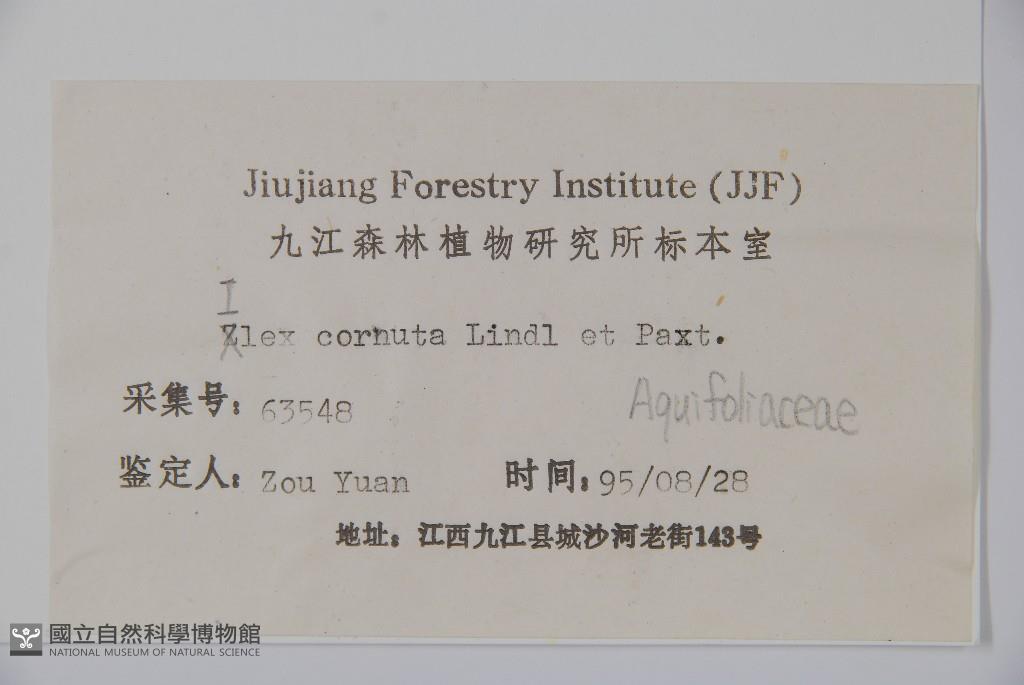 Jiujiang Forestry Institute (JJF)
九江森林植物研究所标本室
I
Zlex cornuta Lindl et Paxt.
采集号: 63548
Aquifoliaceae
鉴定人: Zou Yuan 时间: 95/08/28
地址: 江西九江县城沙河老街143号
國立自然科學博物館
NATIONAL MUSEUM OF NATURAL SCIENCE